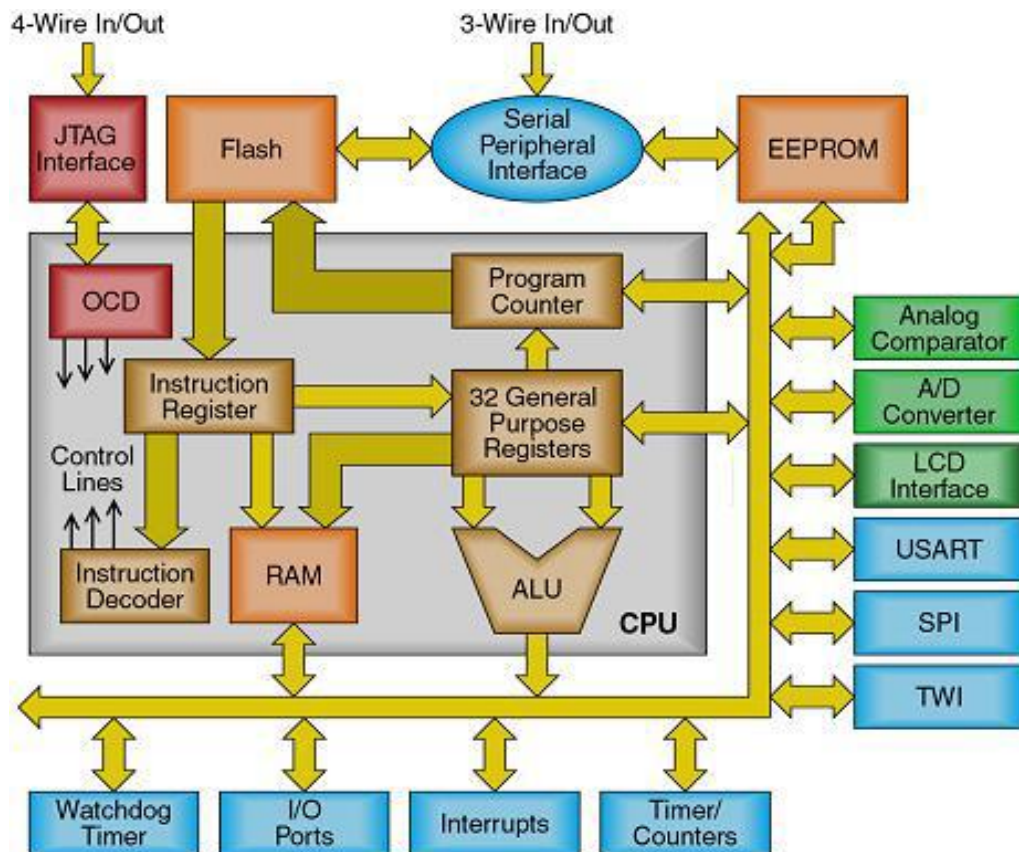 4-Wire In/Out
3-Wire In/Out
JTAG
Interface
Flash
Serial
Peripheral
Interface
EEPROM
OCD
Program
Counter
Analog
Comparator
Instruction
Register
32 General
Purpose
Registers
A/D
Converter
Control
Lines
LCD
Interface
Instruction
Decoder
RAM
ALU
CPU
USART
SPI
TWI
Watchdog
Timer
I/O
Ports
Interrupts
Timer/
Counters